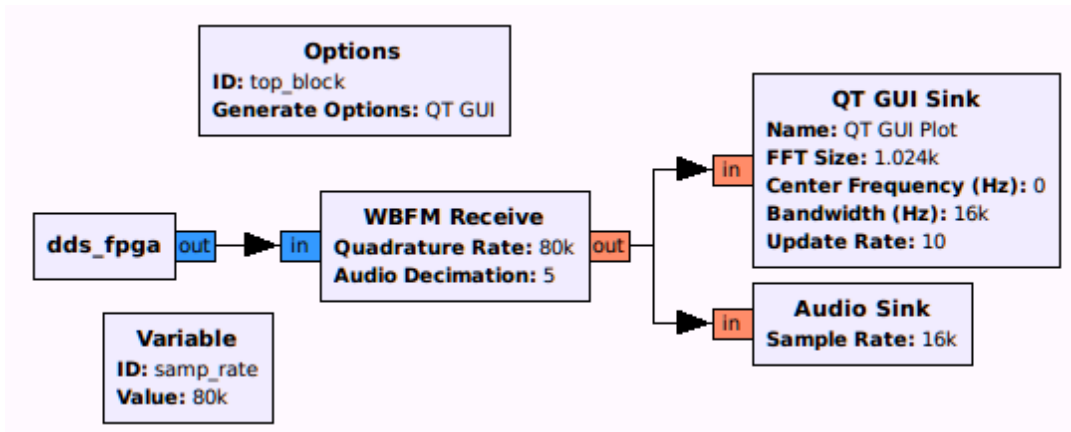 Options
ID: top_block
Generate Options: QT GUI
QT GUI Sink
Name: QT GUI Plot
FFT Size: 1.024k
Center Frequency (Hz): 0
Bandwidth (Hz): 16k
Update Rate: 10
in
dds_fpga
out
in
WBFM Receive
Quadrature Rate: 80k
Audio Decimation: 5
out
in
Audio Sink
Sample Rate: 16k
Variable
ID: samp_rate
Value: 80k